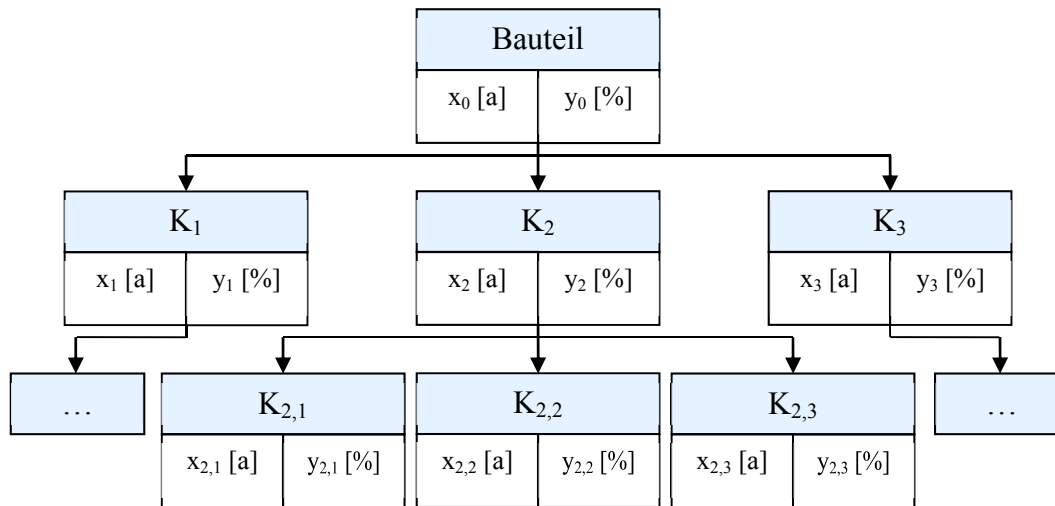 Bauteil
x₀ [a] y₀ [%]
K₁ K₂ K₃
x₁ [a] y₁ [%] x₂ [a] y₂ [%] x₃ [a] y₃ [%]
… K₂,₁ K₂,₂ K₂,₃ …
x₂,₁ [a] y₂,₁ [%] x₂,₂ [a] y₂,₂ [%] x₂,₃ [a] y₂,₃ [%]